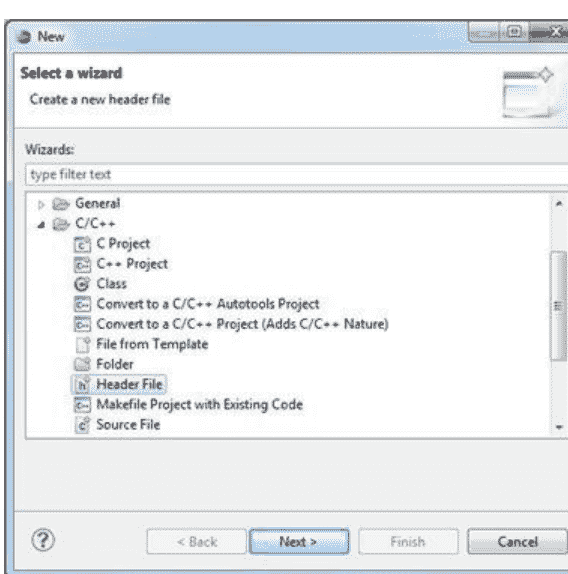 New
Select a wizard
Create a new header file
Wizards:
type filter text
General
C/C++
C Project
C++ Project
Class
Convert to a C/C++ Autotools Project
Convert to a C/C++ Project (Adds C/C++ Nature)
File from Template
Folder
Header File
Makefile Project with Existing Code
Source File
? < Back Next > Finish Cancel